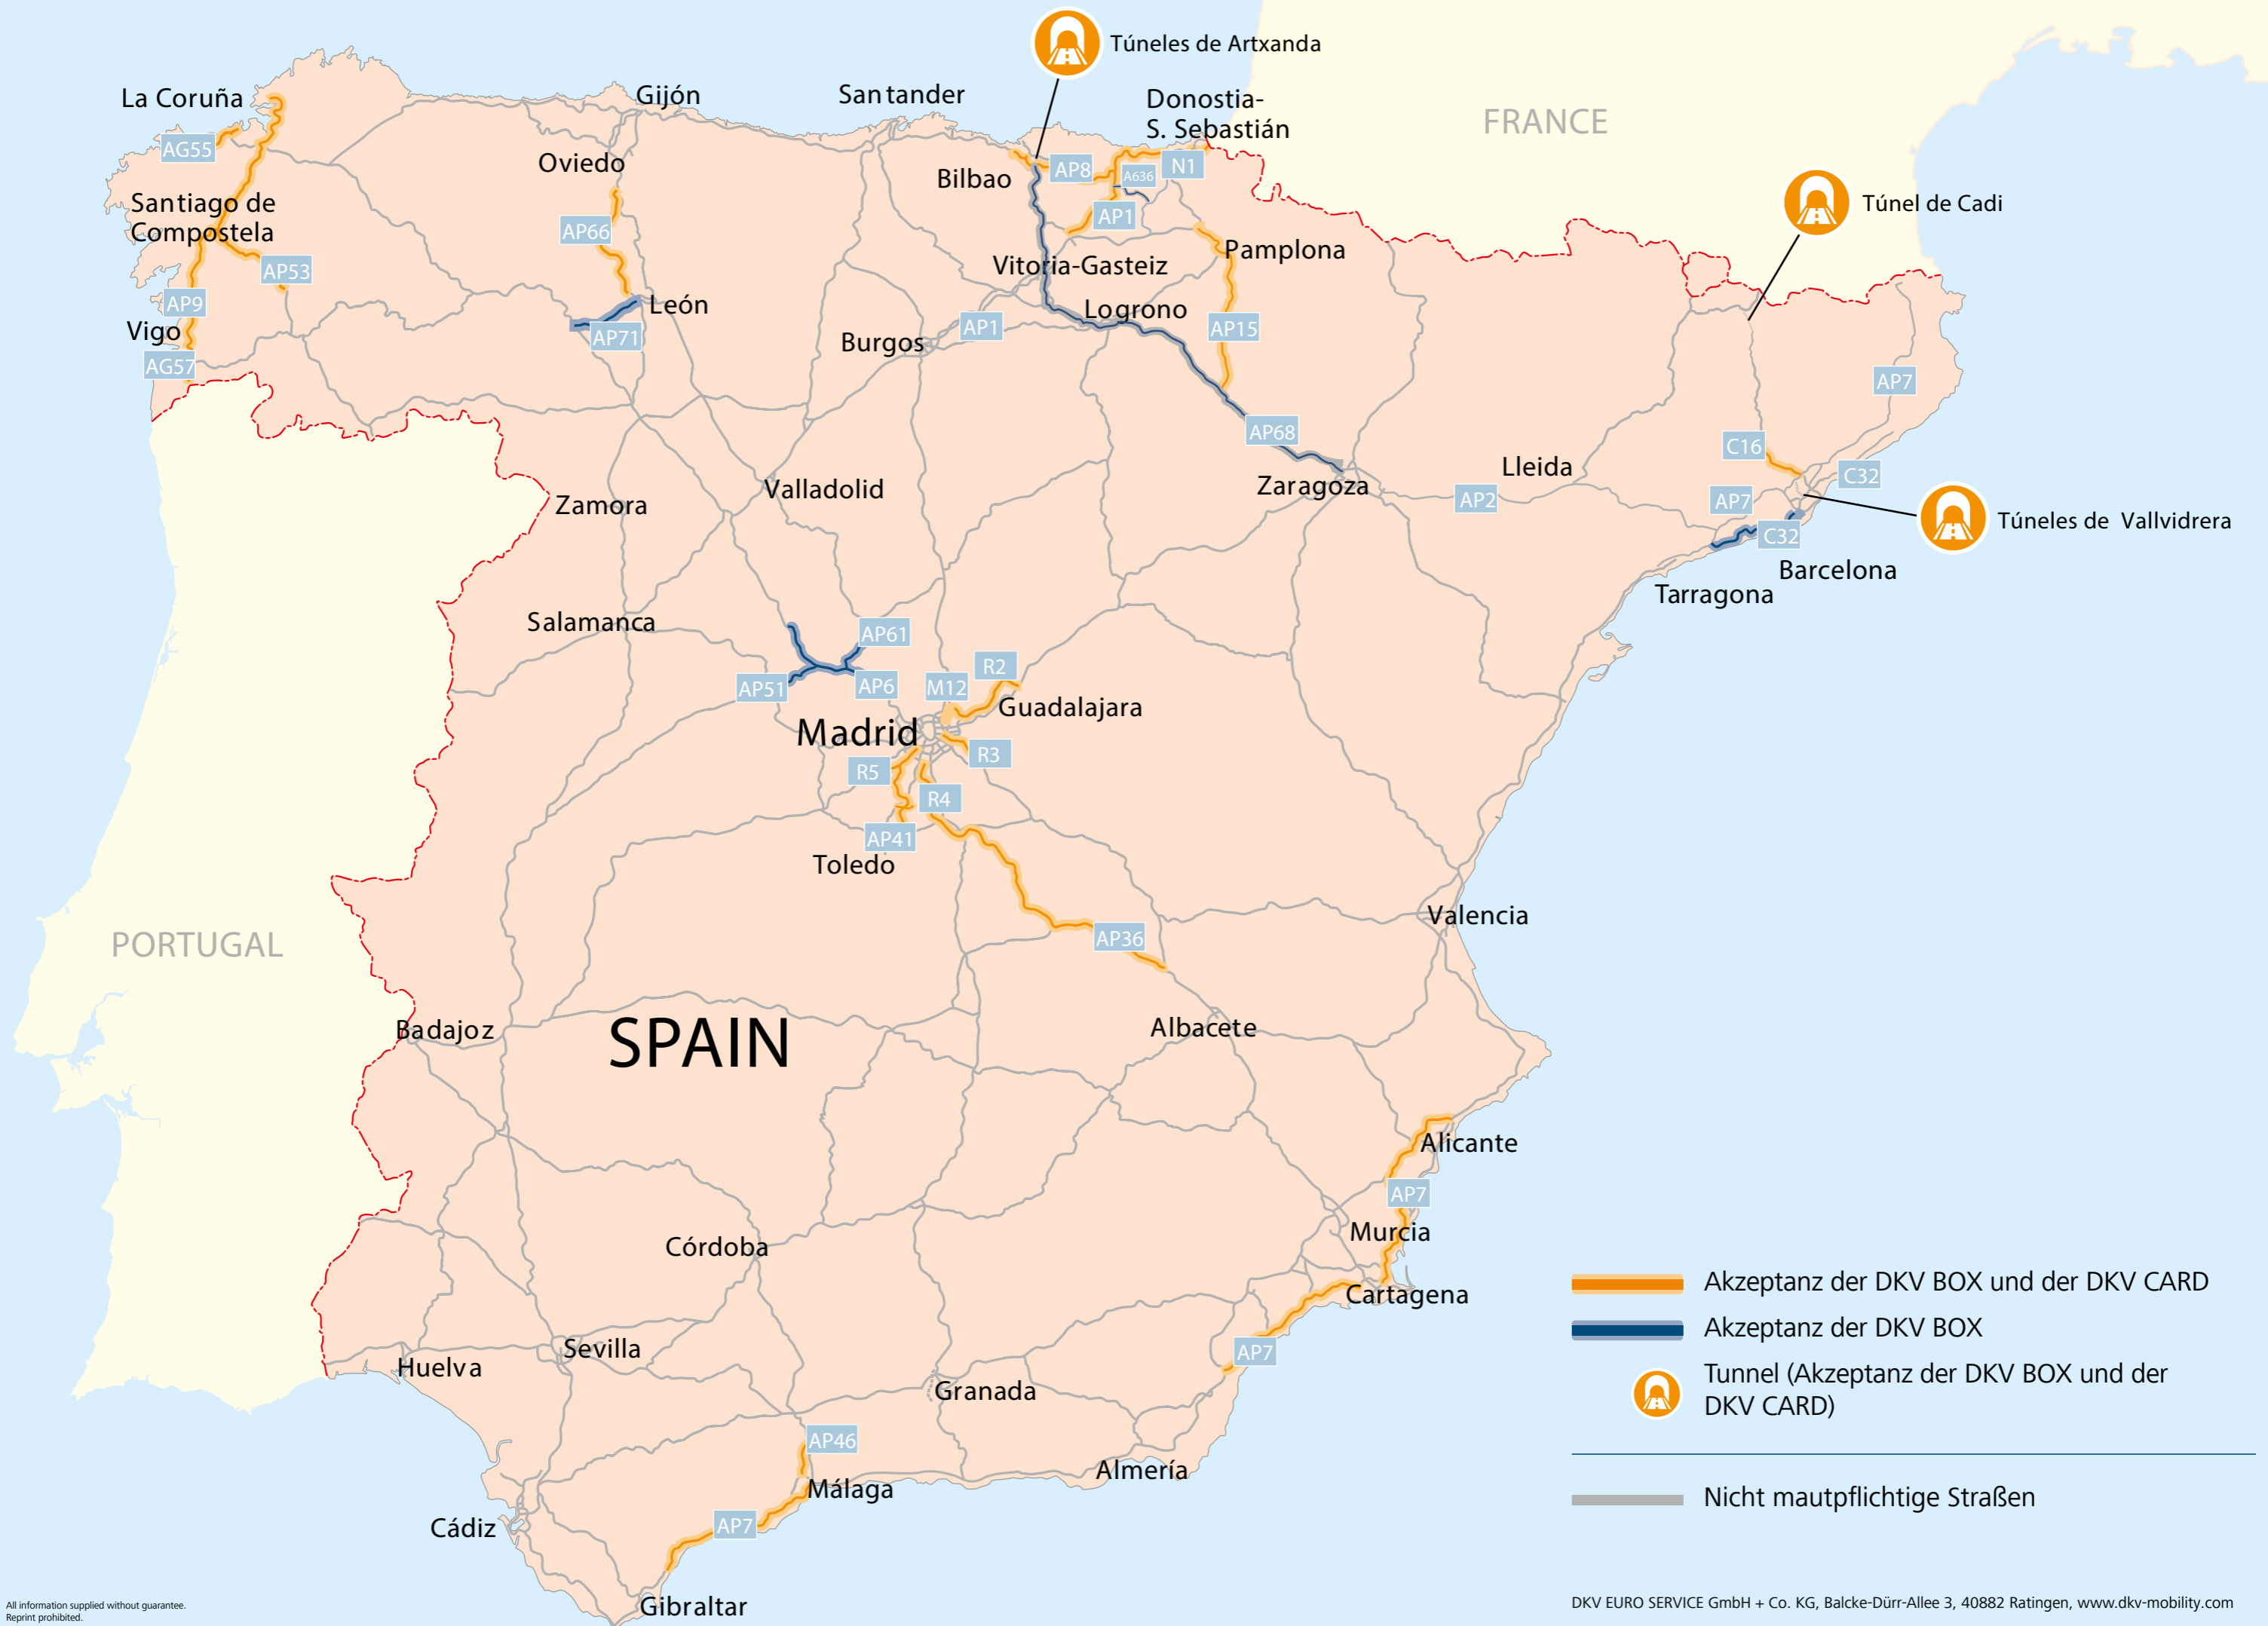 Túneles de Artxanda
La Coruña
Gijón
Santander
Donostia-
S. Sebastián
FRANCE
AG55
Oviedo
Bilbao
AP8
A636
N1
Túnel de Cadi
Santiago de
Compostela
AP66
AP1
Pamplona
AP53
Vitoria-Gasteiz
AP9
León
Logrono
Vigo
AP71
Burgos
AP1
AP15
AG57
AP7
AP68
C16
Lleida
C32
Zamora
Valladolid
Zaragoza
AP2
AP7
Túneles de Vallvidrera
C32
Barcelona
Tarragona
Salamanca
AP61
R2
AP51
AP6
M12
Guadalajara
Madrid
R3
R5
R4
AP41
Toledo
Valencia
PORTUGAL
AP36
Badajoz
SPAIN
Albacete
Alicante
AP7
Murcia
Córdoba
Cartagena
Sevilla
AP7
Huelva
Granada
AP46
Almería
Málaga
AP7
Cádiz
Gibraltar
Akzeptanz der DKV BOX und der DKV CARD
Akzeptanz der DKV BOX
Tunnel (Akzeptanz der DKV BOX und der
DKV CARD)
Nicht mautpflichtige Straßen
All information supplied without guarantee.
Reprint prohibited.
DKV EURO SERVICE GmbH + Co. KG, Balcke-Dürr-Allee 3, 40882 Ratingen, www.dkv-mobility.com